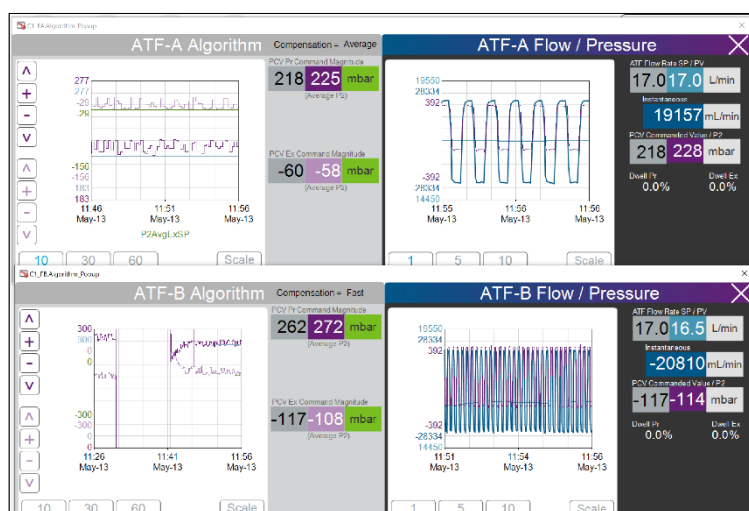 C1_FA.Algorithm_Popup
ATF-A Algorithm Compensation = Average
ATF-A Flow / Pressure
PCV Pr Command Magnitude
218 225 mbar
(Average P2)
PCV Ex Command Magnitude
-60 -58 mbar
(Average P2)
277
277
-29
-29
-156
-156
183
183
11:46 11:51 11:56
May-13 May-13 May-13
P2AvgExSP
10 30 60 Scale
19550
28334
392
-392
-28334
14450
11:55 11:56 11:56
May-13 May-13 May-13
1 5 10 Scale
ATF Flow Rate SP / PV
17.0 17.0 L/min
Instantaneous
19157 mL/min
PCV Commanded Value / P2
218 228 mbar
Dwell Pr Dwell Ex
0.0% 0.0%
C1_FB.Algorithm_Popup
ATF-B Algorithm Compensation = Fast
ATF-B Flow / Pressure
PCV Pr Command Magnitude
262 272 mbar
(Average P2)
PCV Ex Command Magnitude
-117 -108 mbar
(Average P2)
300
300
0
0
-300
-300
0
0
11:26 11:41 11:56
May-13 May-13 May-13
10 30 60 Scale
19550
28334
392
-392
-28334
14450
11:51 11:54 11:56
May-13 May-13 May-13
1 5 10 Scale
ATF Flow Rate SP / PV
17.0 16.5 L/min
Instantaneous
-20810 mL/min
PCV Commanded Value / P2
-117 -114 mbar
Dwell Pr Dwell Ex
0.0% 0.0%